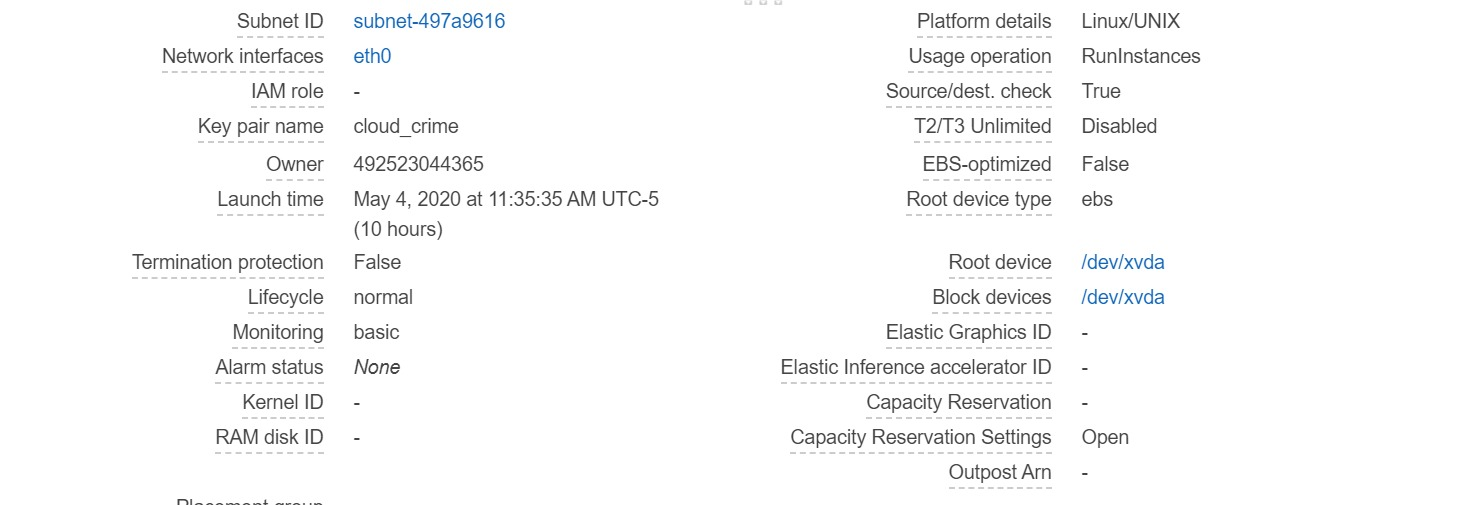 Subnet ID subnet-497a9616
Network interfaces eth0
IAM role -
Key pair name cloud_crime
Owner 492523044365
Launch time May 4, 2020 at 11:35:35 AM UTC-5
(10 hours)
Termination protection False
Lifecycle normal
Monitoring basic
Alarm status None
Kernel ID -
RAM disk ID -
Placement group
Platform details Linux/UNIX
Usage operation RunInstances
Source/dest. check True
T2/T3 Unlimited Disabled
EBS-optimized False
Root device type ebs
Root device /dev/xvda
Block devices /dev/xvda
Elastic Graphics ID -
Elastic Inference accelerator ID -
Capacity Reservation -
Capacity Reservation Settings Open
Outpost Arn -